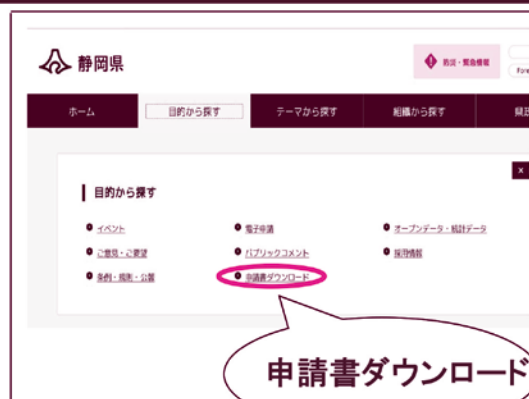 静岡県
防災・緊急情報
ホーム
目的から探す
テーマから探す
組織から探す
x
目的から探す
イベント
電子申請
オープンデータ・統計データ
ご意見・ご要望
パブリックコメント
採用情報
条例・規則・公報
申請書ダウンロード
申請書ダウンロード